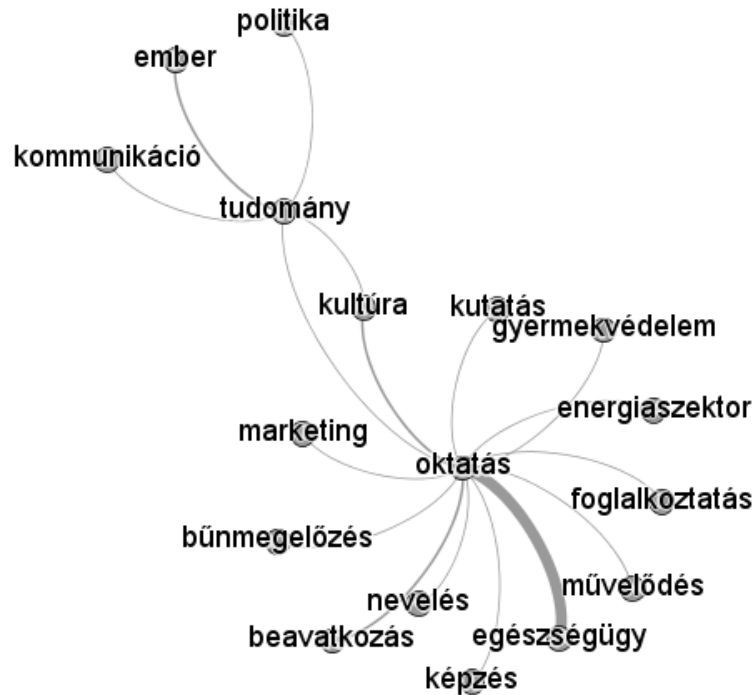 politika
ember
kommunikáció
tudomány
kultúra
kutatás
gyermekvédelem
energiaszektor
marketing
oktatás
foglalkoztatás
bűnmegelőzés
művelődés
nevelés
beavatkozás
egészségügy
képzés